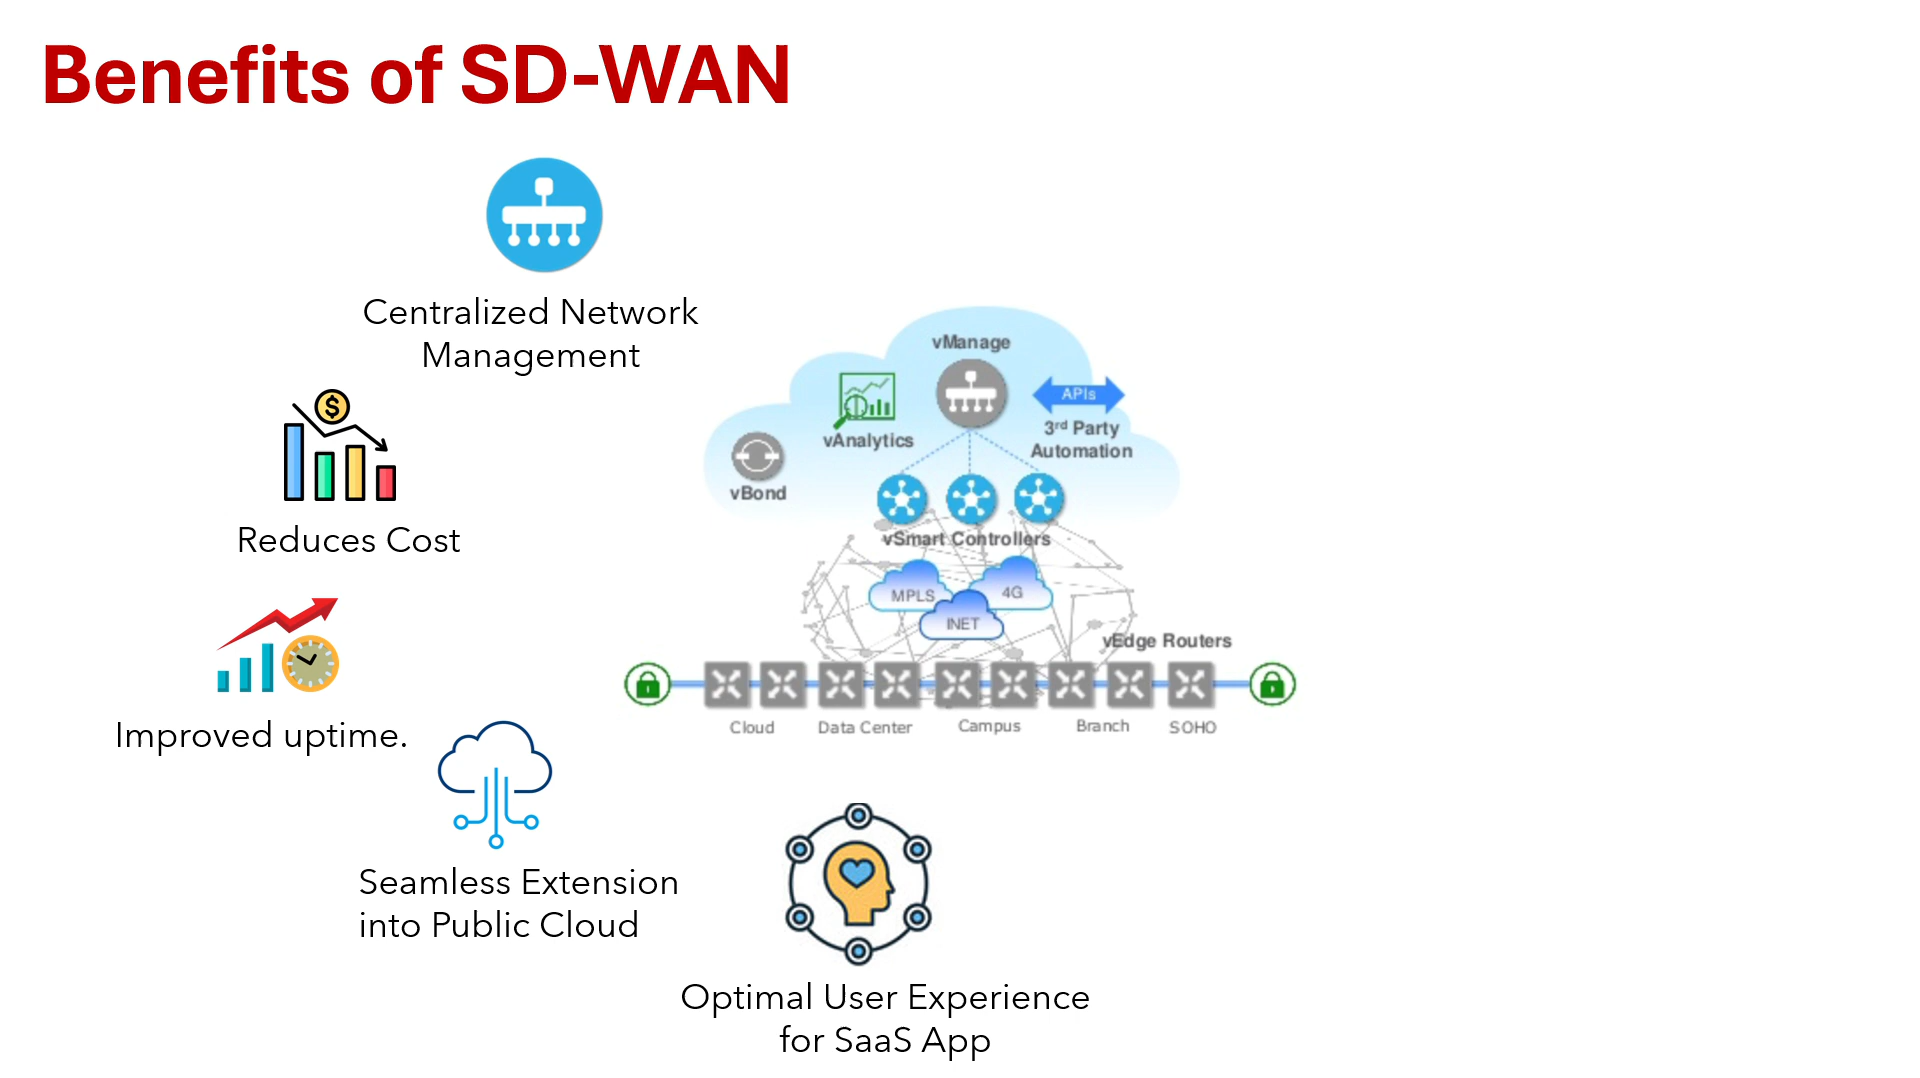 Benefits of SD-WAN
Centralized Network
Management
Reduces Cost
Improved uptime.
Seamless Extension
into Public Cloud
Optimal User Experience
for SaaS App
vManage
APIs
3rd Party
Automation
vAnalytics
vBond
vSmart Controllers
MPLS
4G
INET
vEdge Routers
Cloud
Data Center
Campus
Branch
SOHO
$